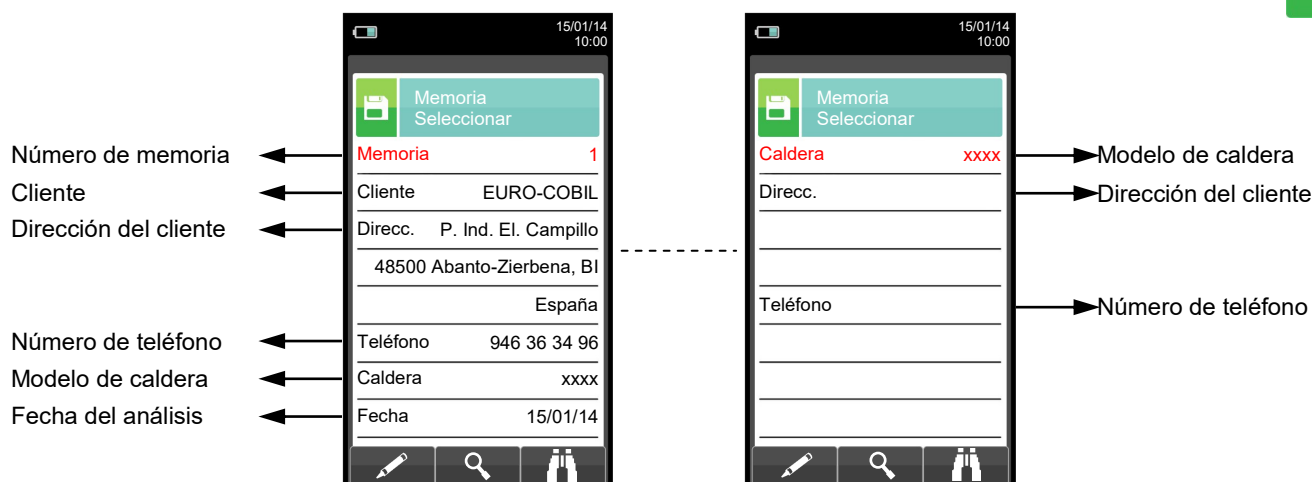 15/01/14
10:00
Memoria
Seleccionar
Número de memoria
Memoria 1
Cliente
Cliente EURO-COBIL
Dirección del cliente
Direcc. P. Ind. El. Campillo
48500 Abanto-Zierbena, BI
España
Número de teléfono
Teléfono 946 36 34 96
Modelo de caldera
Caldera xxxx
Fecha del análisis
Fecha 15/01/14
15/01/14
10:00
Memoria
Seleccionar
Caldera xxxx
Modelo de caldera
Direcc.
Dirección del cliente
Teléfono
Número de teléfono